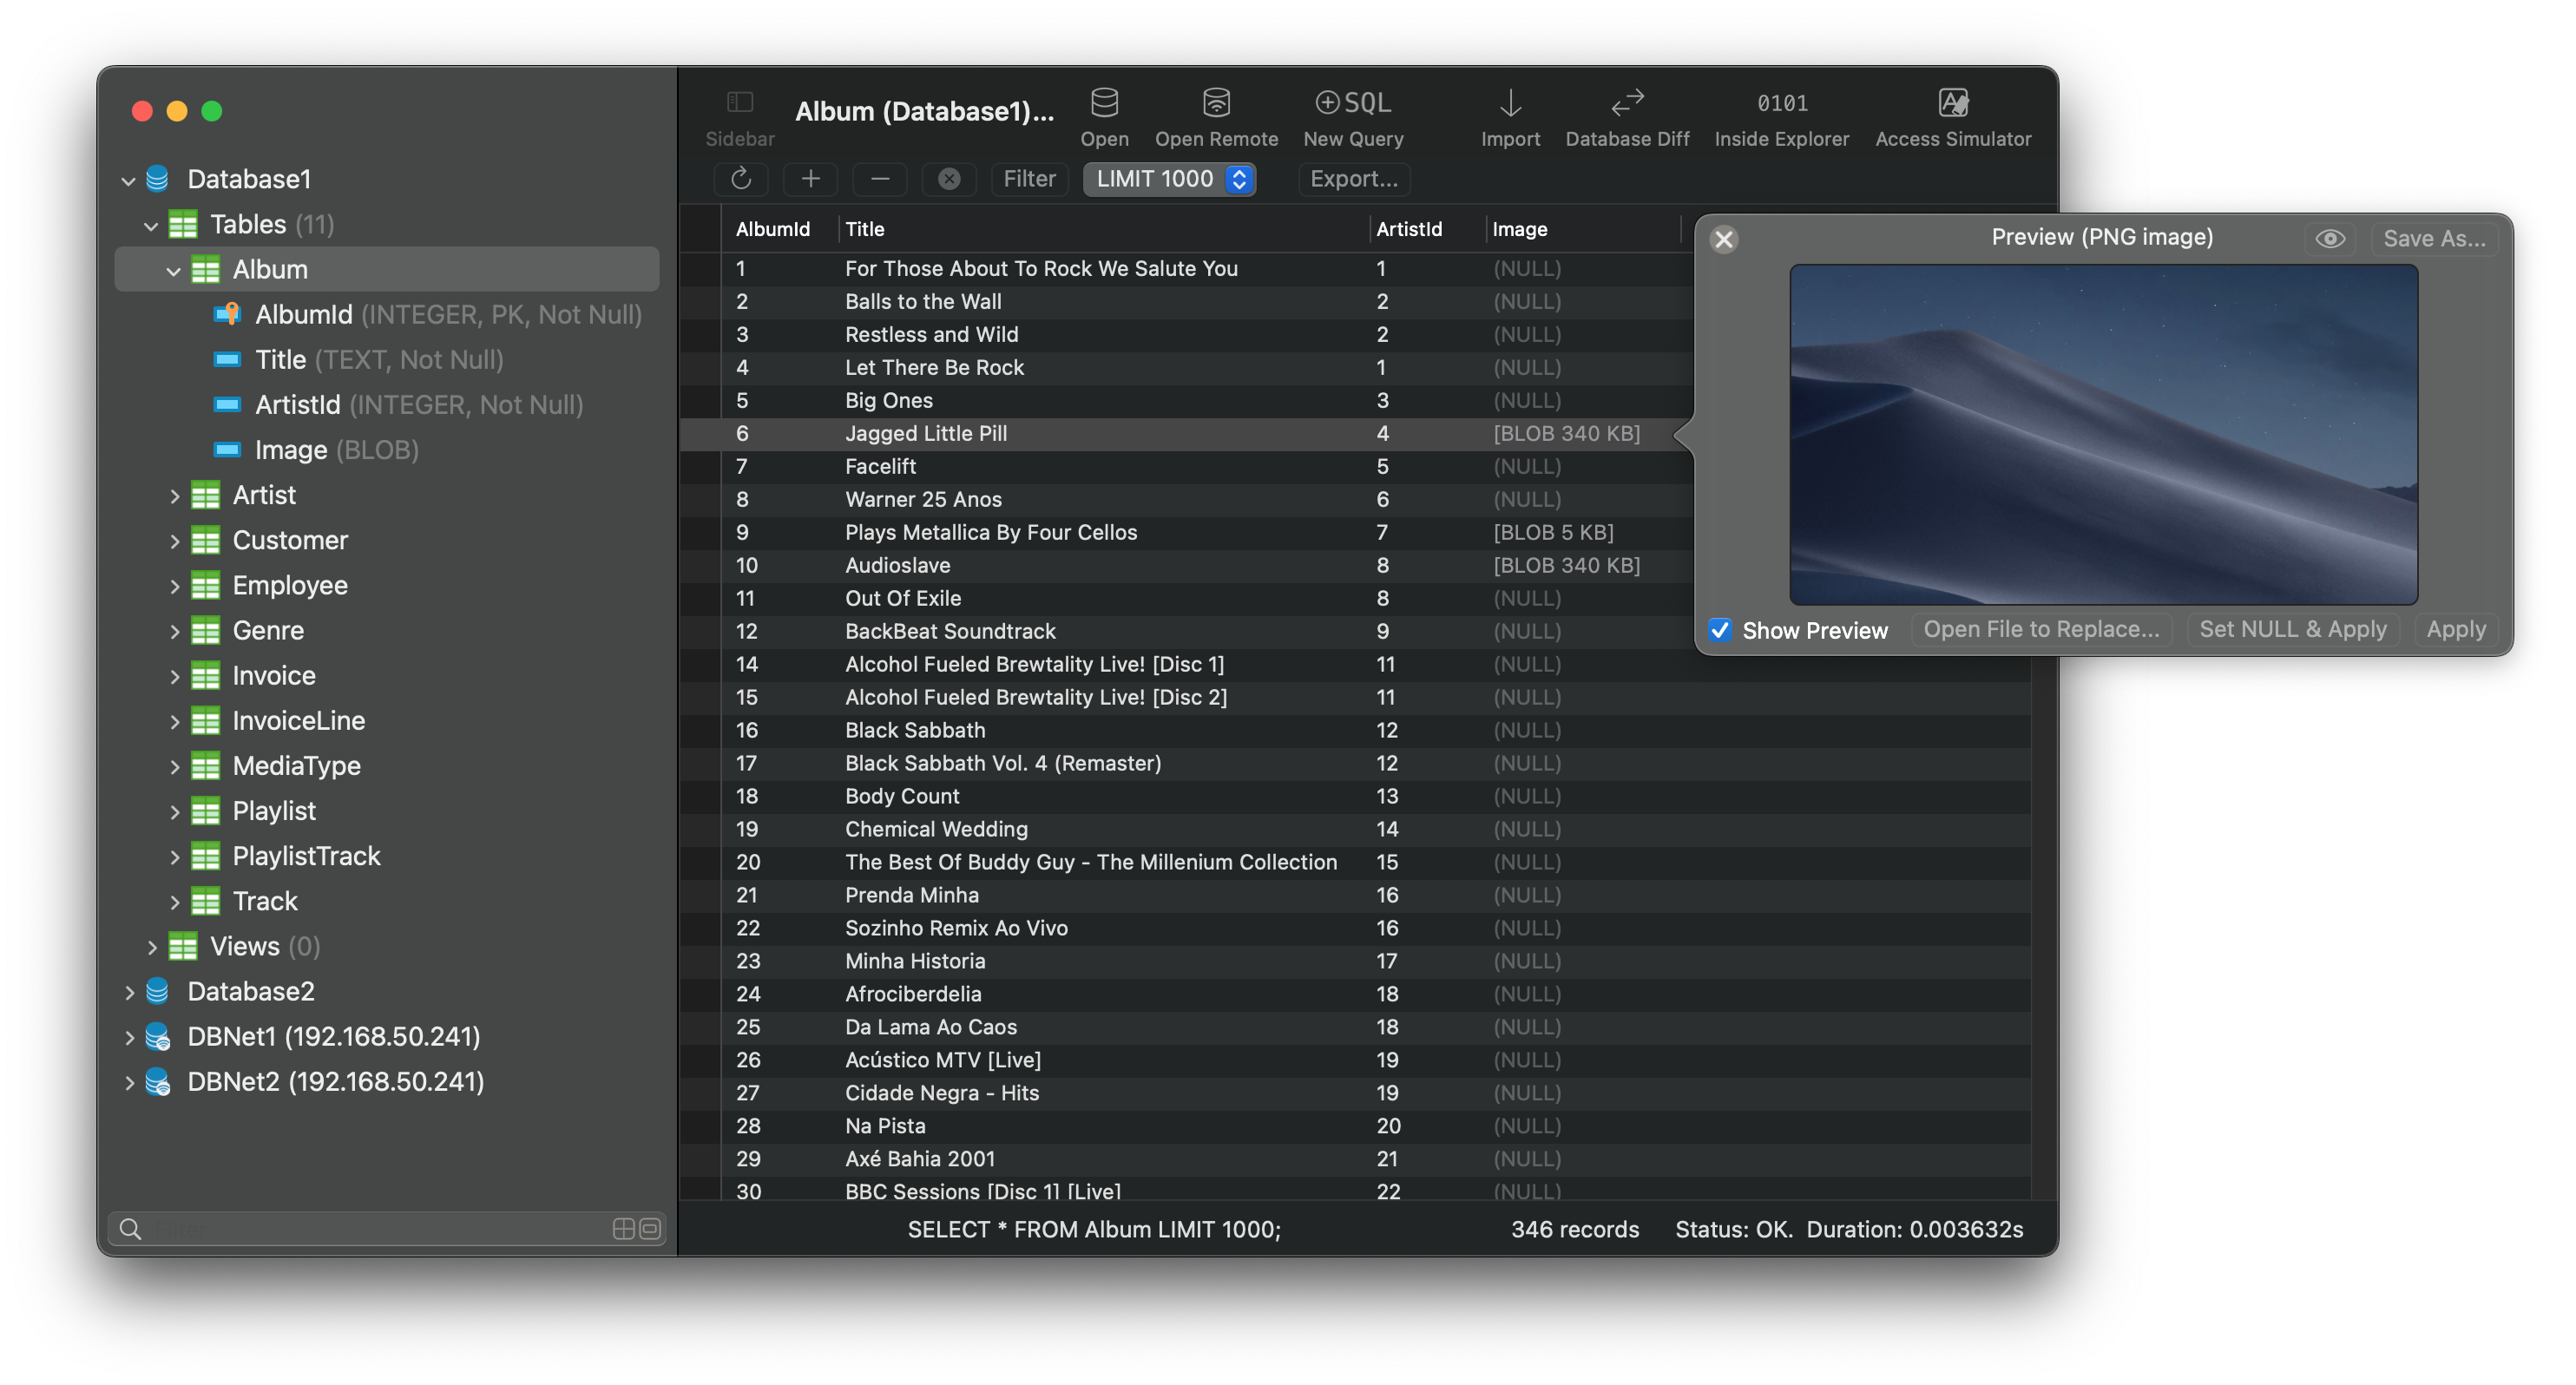 Database1
Tables (11)
Album
AlbumId (INTEGER, PK, Not Null)
Title (TEXT, Not Null)
ArtistId (INTEGER, Not Null)
Image (BLOB)
Artist
Customer
Employee
Genre
Invoice
InvoiceLine
MediaType
Playlist
PlaylistTrack
Track
Views (0)
Database2
DBNet1 (192.168.50.241)
DBNet2 (192.168.50.241)
Filter
Sidebar
Album (Database1)...
Open
Open Remote
SQL
New Query
Import
Database Diff
0101
Inside Explorer
Access Simulator
Filter
LIMIT 1000
Export...
AlbumId Title ArtistId Image
1 For Those About To Rock We Salute You 1 (NULL)
2 Balls to the Wall 2 (NULL)
3 Restless and Wild 2 (NULL)
4 Let There Be Rock 1 (NULL)
5 Big Ones 3 (NULL)
6 Jagged Little Pill 4 [BLOB 340 KB]
7 Facelift 5 (NULL)
8 Warner 25 Anos 6 (NULL)
9 Plays Metallica By Four Cellos 7 [BLOB 5 KB]
10 Audioslave 8 [BLOB 340 KB]
11 Out Of Exile 8 (NULL)
12 BackBeat Soundtrack 9 (NULL)
14 Alcohol Fueled Brewtality Live! [Disc 1] 11 (NULL)
15 Alcohol Fueled Brewtality Live! [Disc 2] 11 (NULL)
16 Black Sabbath 12 (NULL)
17 Black Sabbath Vol. 4 (Remaster) 12 (NULL)
18 Body Count 13 (NULL)
19 Chemical Wedding 14 (NULL)
20 The Best Of Buddy Guy - The Millenium Collection 15 (NULL)
21 Prenda Minha 16 (NULL)
22 Sozinho Remix Ao Vivo 16 (NULL)
23 Minha Historia 17 (NULL)
24 Afrociberdelia 18 (NULL)
25 Da Lama Ao Caos 18 (NULL)
26 Acústico MTV [Live] 19 (NULL)
27 Cidade Negra - Hits 19 (NULL)
28 Na Pista 20 (NULL)
29 Axé Bahia 2001 21 (NULL)
30 BBC Sessions [Disc 1] [Live] 22 (NULL)
SELECT * FROM Album LIMIT 1000;
346 records
Status: OK. Duration: 0.003632s
Preview (PNG image)
Save As...
Show Preview
Open File to Replace...
Set NULL & Apply
Apply